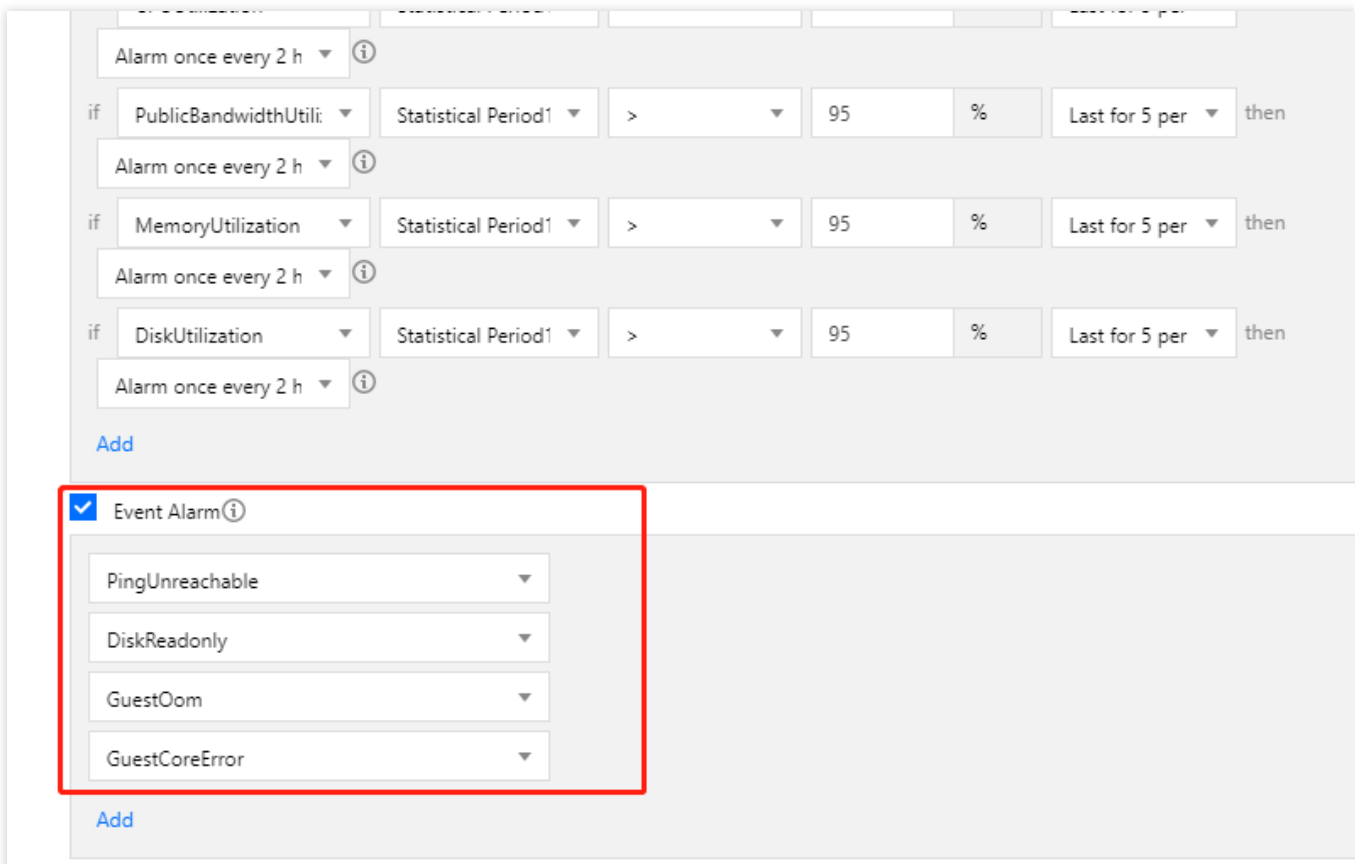 Alarm once every 2 h
if PublicBandwidthUtili: Statistical Period1 > 95 % Last for 5 per then
Alarm once every 2 h
if MemoryUtilization Statistical Period1 > 95 % Last for 5 per then
Alarm once every 2 h
if DiskUtilization Statistical Period1 > 95 % Last for 5 per then
Alarm once every 2 h
Add
Event Alarm
PingUnreachable
DiskReadonly
GuestOom
GuestCoreError
Add